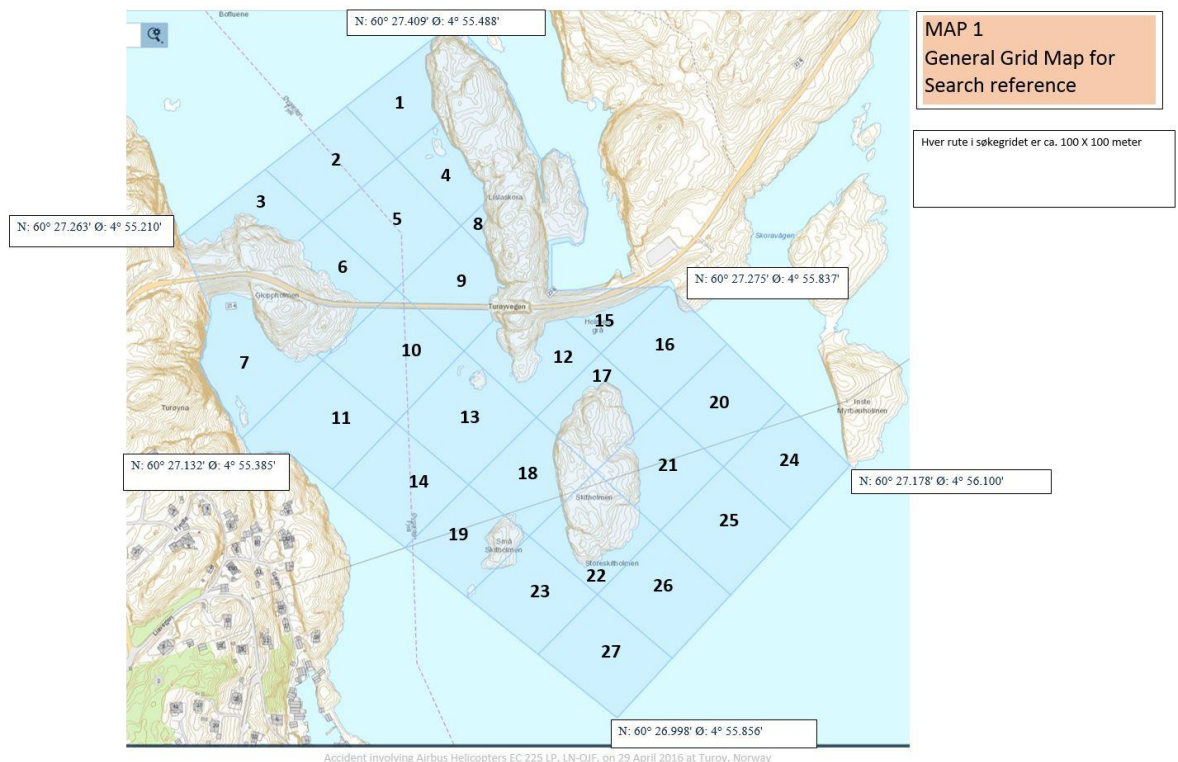 Botluene
N: 60° 27.409' Ø: 4° 55.488'
MAP 1
General Grid Map for
Search reference
Hver rute i søkegridet er ca. 100 X 100 meter
1
2
4
3
Lislaskora
5
8
N: 60° 27.263' Ø: 4° 55.210'
Skoravågen
6
9
N: 60° 27.275' Ø: 4° 55.837'
Gloppholmen
Turøyvegen
15
16
10
12
7
17
20
Turøyna
Inste
Myrbærholmen
11
13
24
N: 60° 27.132' Ø: 4° 55.385'
18
21
14
N: 60° 27.178' Ø: 4° 56.100'
Skitholmen
25
19
Små
Skitholmen
Storeskitholmen
22
23
26
27
N: 60° 26.998' Ø: 4° 55.856'
Accident involving Airbus Helicopters EC 225 LP, LN-OJF, on 29 April 2016 at Turøy, Norway